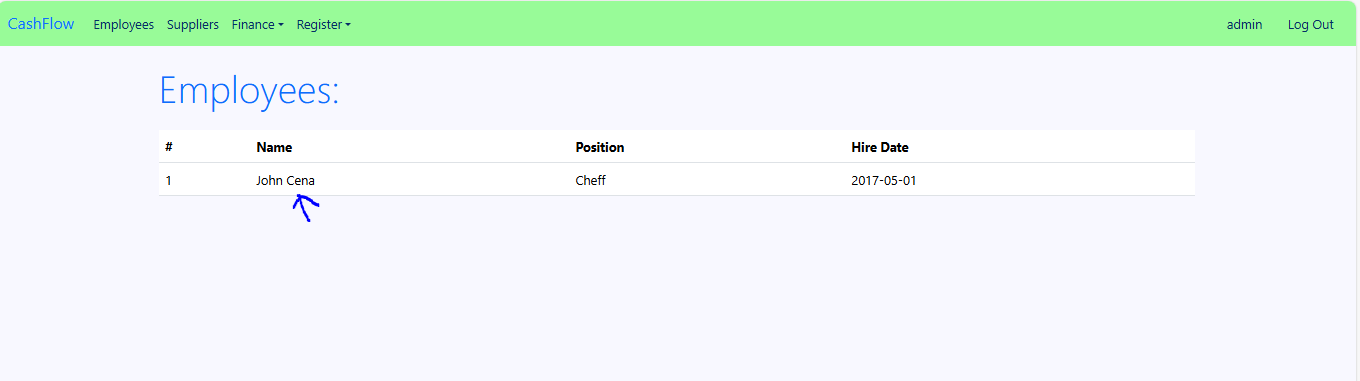 CashFlow Employees Suppliers Finance Register admin Log Out
Employees:
# Name Position Hire Date
1 John Cena Cheff 2017-05-01